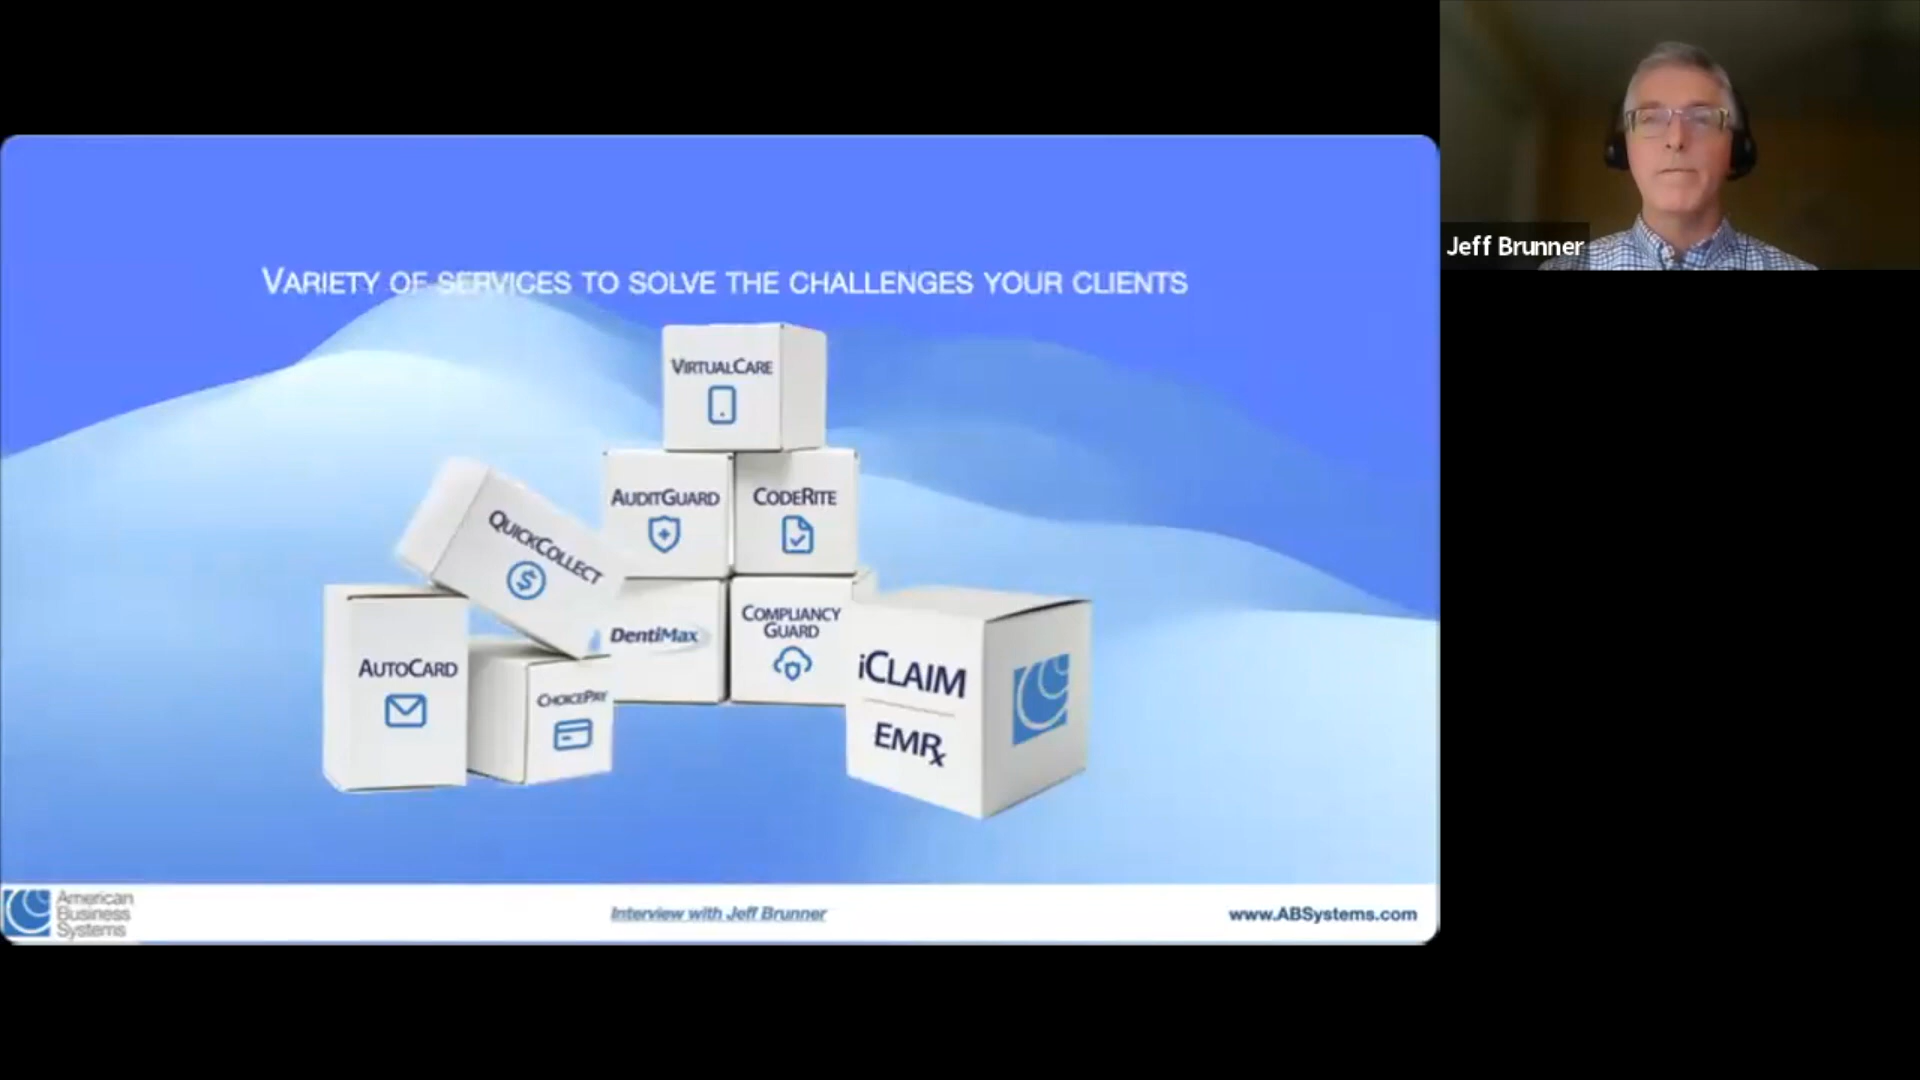 Jeff Brunner
VARIETY OF SERVICES TO SOLVE THE CHALLENGES YOUR CLIENTS
VIRTUALCARE
AUDITGUARD
CODERITE
QUICKCOLLECT
$
DentiMax
COMPLIANCY
GUARD
AUTOCARD
CHOICEPAY
iCLAIM
EMRx
American
Business
Systems
Interview with Jeff Brunner
www.ABSystems.com